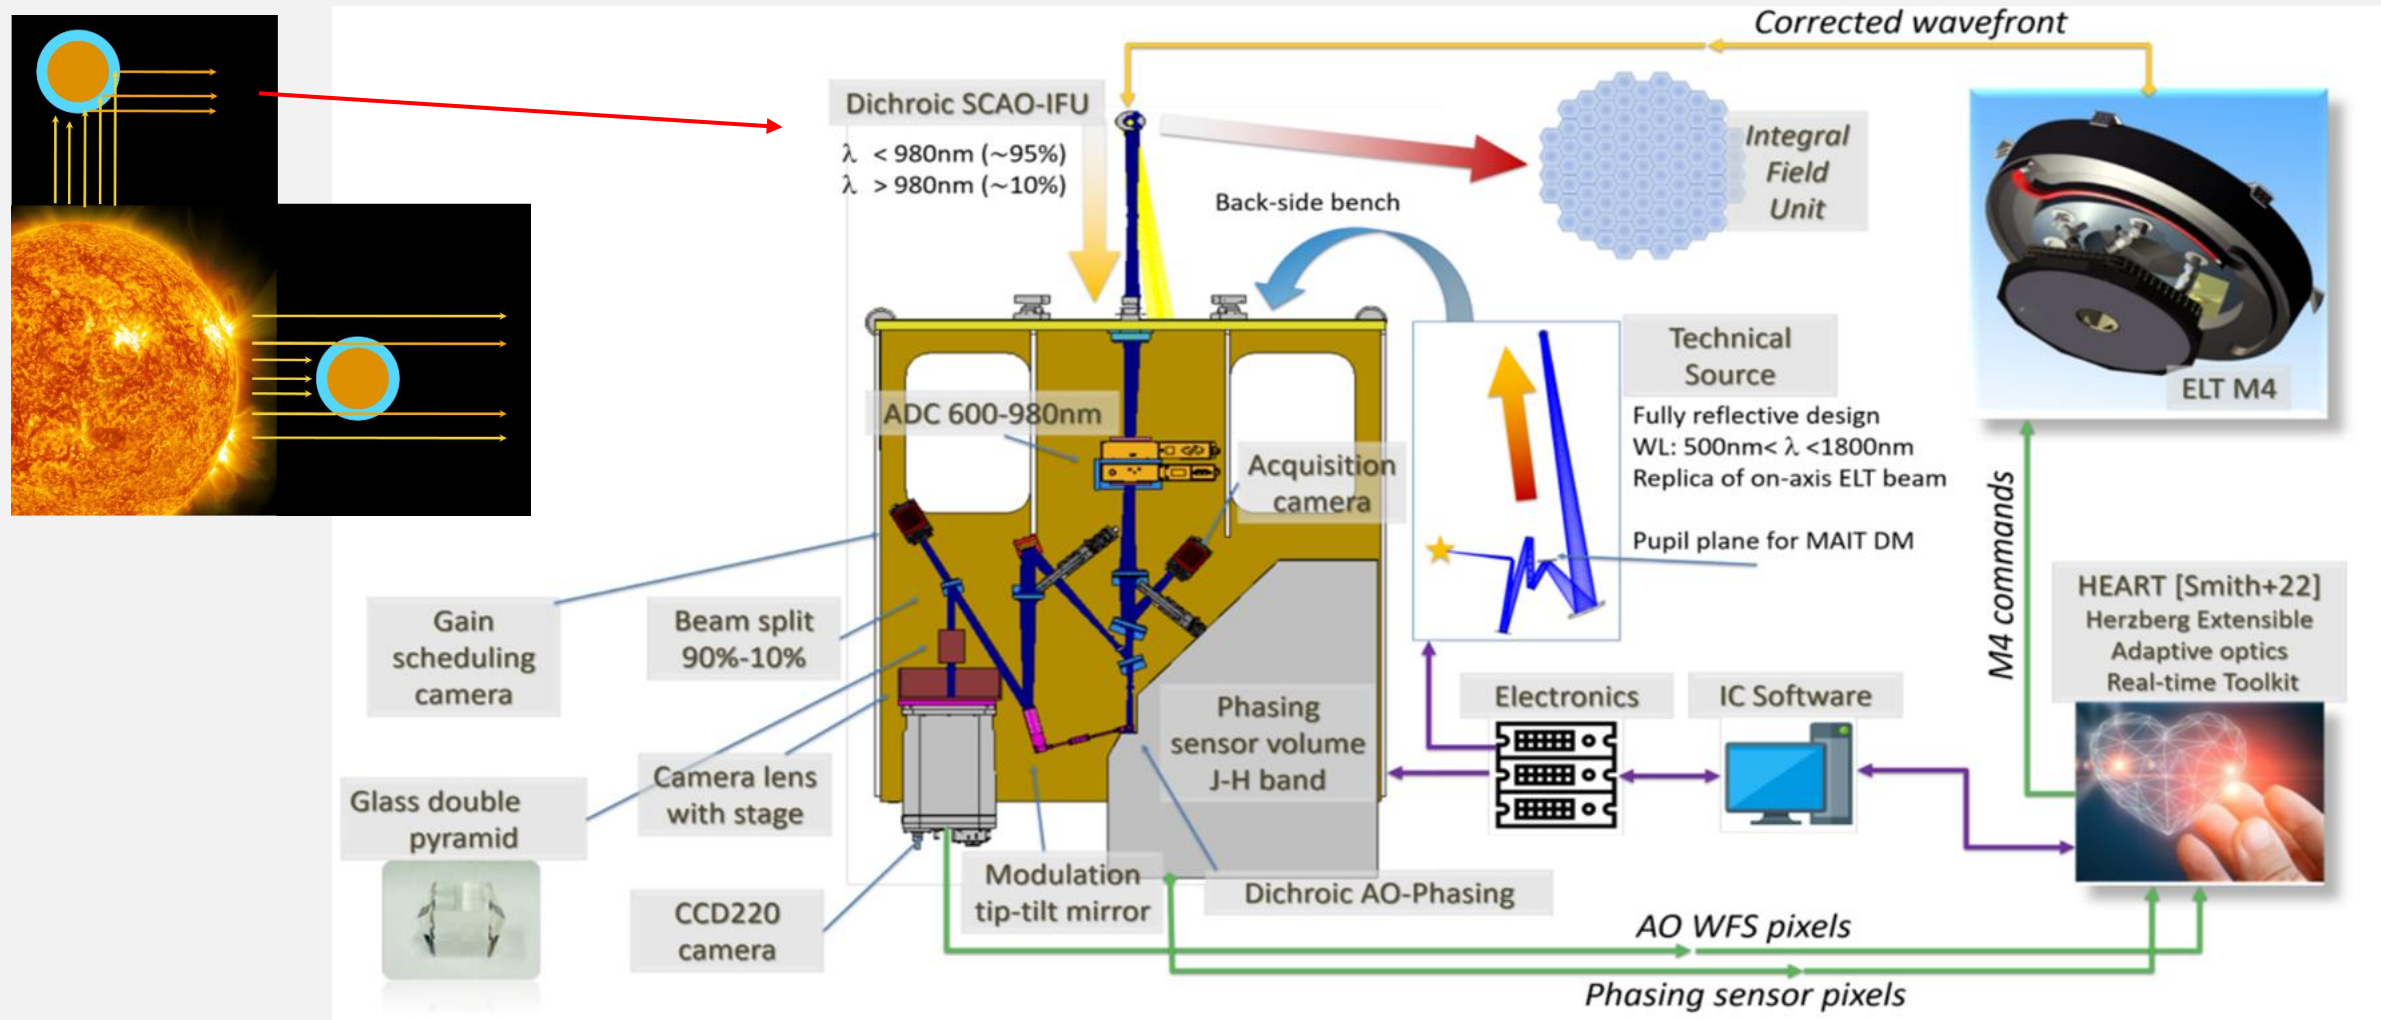 Corrected wavefront
Dichroic SCAO-IFU
λ < 980nm (~95%)
λ > 980nm (~10%)
Integral
Field
Unit
Back-side bench
ELT M4
Technical
Source
Fully reflective design
WL: 500nm< λ <1800nm
Replica of on-axis ELT beam
Pupil plane for MAIT DM
ADC 600-980nm
Acquisition
camera
M4 commands
HEART [Smith+22]
Herzberg Extensible
Adaptive optics
Real-time Toolkit
Gain
scheduling
camera
Beam split
90%-10%
Electronics
IC Software
Phasing
sensor volume
J-H band
Camera lens
with stage
Glass double
pyramid
Modulation
tip-tilt mirror
Dichroic AO-Phasing
CCD220
camera
AO WFS pixels
Phasing sensor pixels